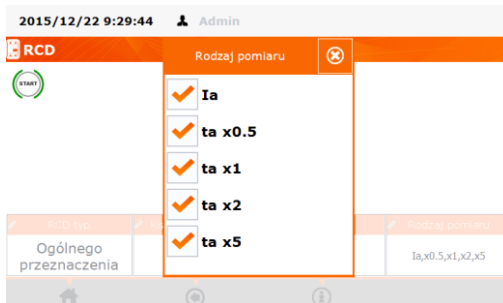 2015/12/22 9:29:44 Admin
RCD
Rodzaj pomiaru
START
Ia
ta x0.5
ta x1
ta x2
ta x5
RCD typ
Rodzaj pomiaru
Ogólnego
przeznaczenia
Ia,x0.5,x1,x2,x5